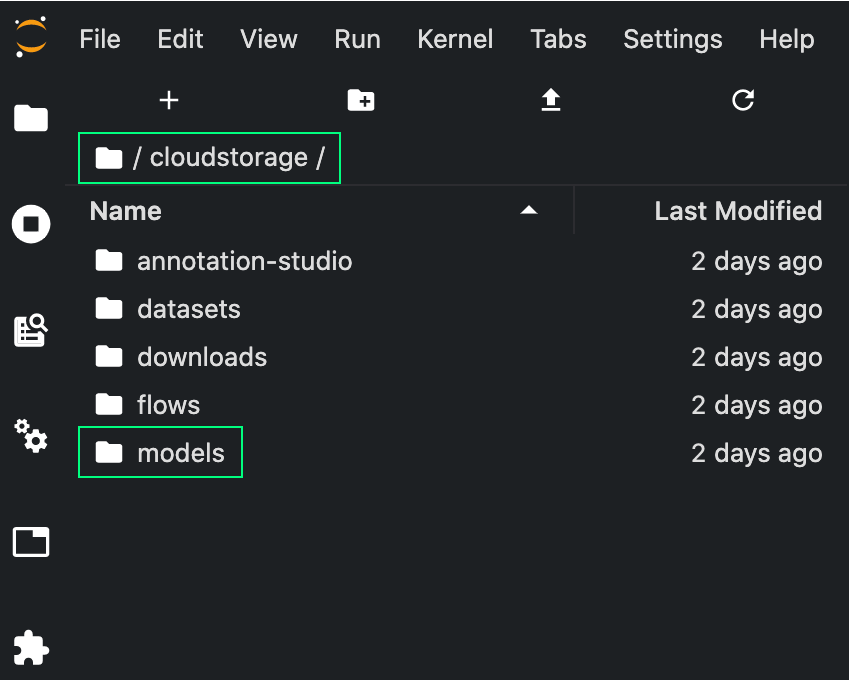 File Edit View Run Kernel Tabs Settings Help
/ cloudstorage /
Name Last Modified
annotation-studio 2 days ago
datasets 2 days ago
downloads 2 days ago
flows 2 days ago
models 2 days ago